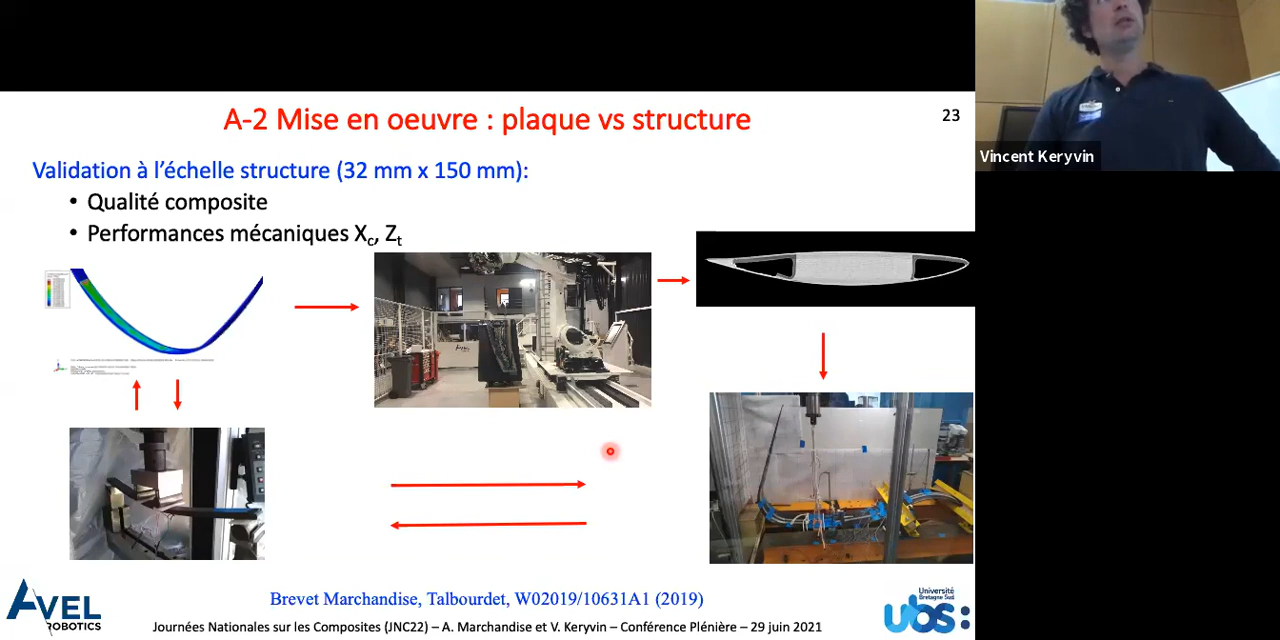 A-2 Mise en oeuvre : plaque vs structure
23
Vincent Keryvin
Validation à l'échelle structure (32 mm x 150 mm):
• Qualité composite
• Performances mécaniques Xc, Zt
Brevet Marchandise, Talbourdet, W02019/10631A1 (2019)
AVEL
ROBOTICS
Journées Nationales sur les Composites (JNC22) – A. Marchandise et V. Keryvin – Conférence Plénière – 29 juin 2021
Université
Bretagne Sud
ubs: